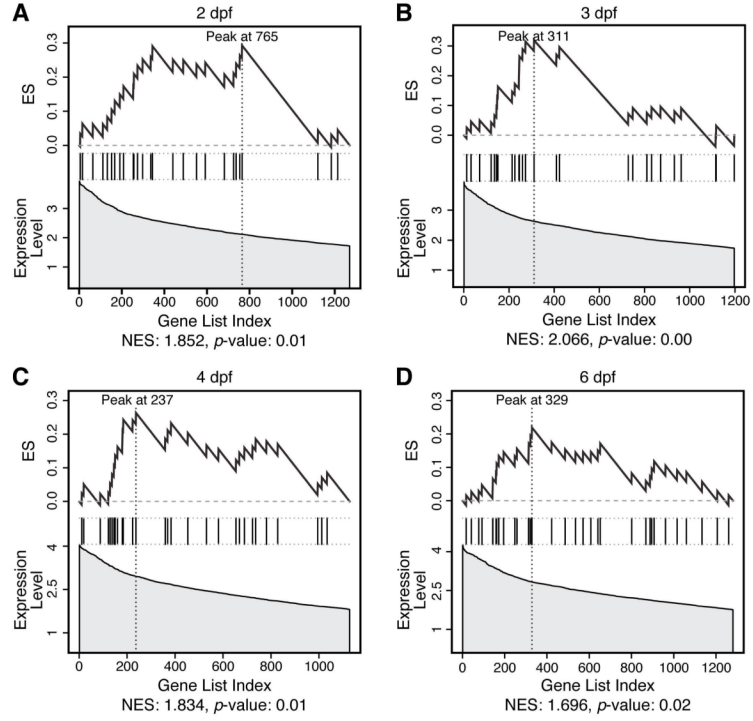 A
2 dpf
Peak at 765
ES
0.0 0.1 0.2 0.3
Expression
Level
1 2 3
0 200 400 600 800 1000 1200
Gene List Index
NES: 1.852, p-value: 0.01
B
3 dpf
Peak at 311
ES
0.0 0.1 0.2 0.3
Expression
Level
1 2 3
0 200 400 600 800 1000 1200
Gene List Index
NES: 2.066, p-value: 0.00
C
4 dpf
Peak at 237
ES
0.0 0.1 0.2 0.3
Expression
Level
1 2.5 4
0 200 400 600 800 1000
Gene List Index
NES: 1.834, p-value: 0.01
D
6 dpf
Peak at 329
ES
0.0 0.1 0.2 0.3
Expression
Level
1 2.5 4
0 200 400 600 800 1000 1200
Gene List Index
NES: 1.696, p-value: 0.02